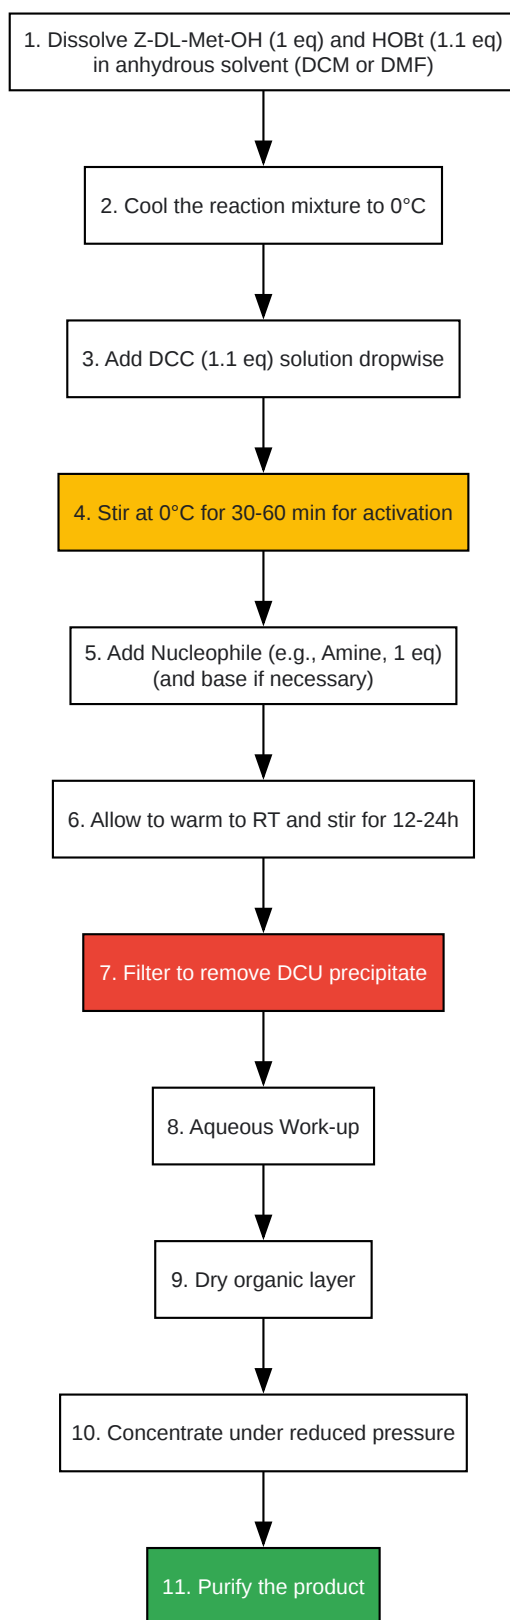 1. Dissolve Z-DL-Met-OH (1 eq) and HOBt (1.1 eq)
in anhydrous solvent (DCM or DMF)
2. Cool the reaction mixture to 0°C
3. Add DCC (1.1 eq) solution dropwise
4. Stir at 0°C for 30-60 min for activation
5. Add Nucleophile (e.g., Amine, 1 eq)
(and base if necessary)
6. Allow to warm to RT and stir for 12-24h
7. Filter to remove DCU precipitate
8. Aqueous Work-up
9. Dry organic layer
10. Concentrate under reduced pressure
11. Purify the product